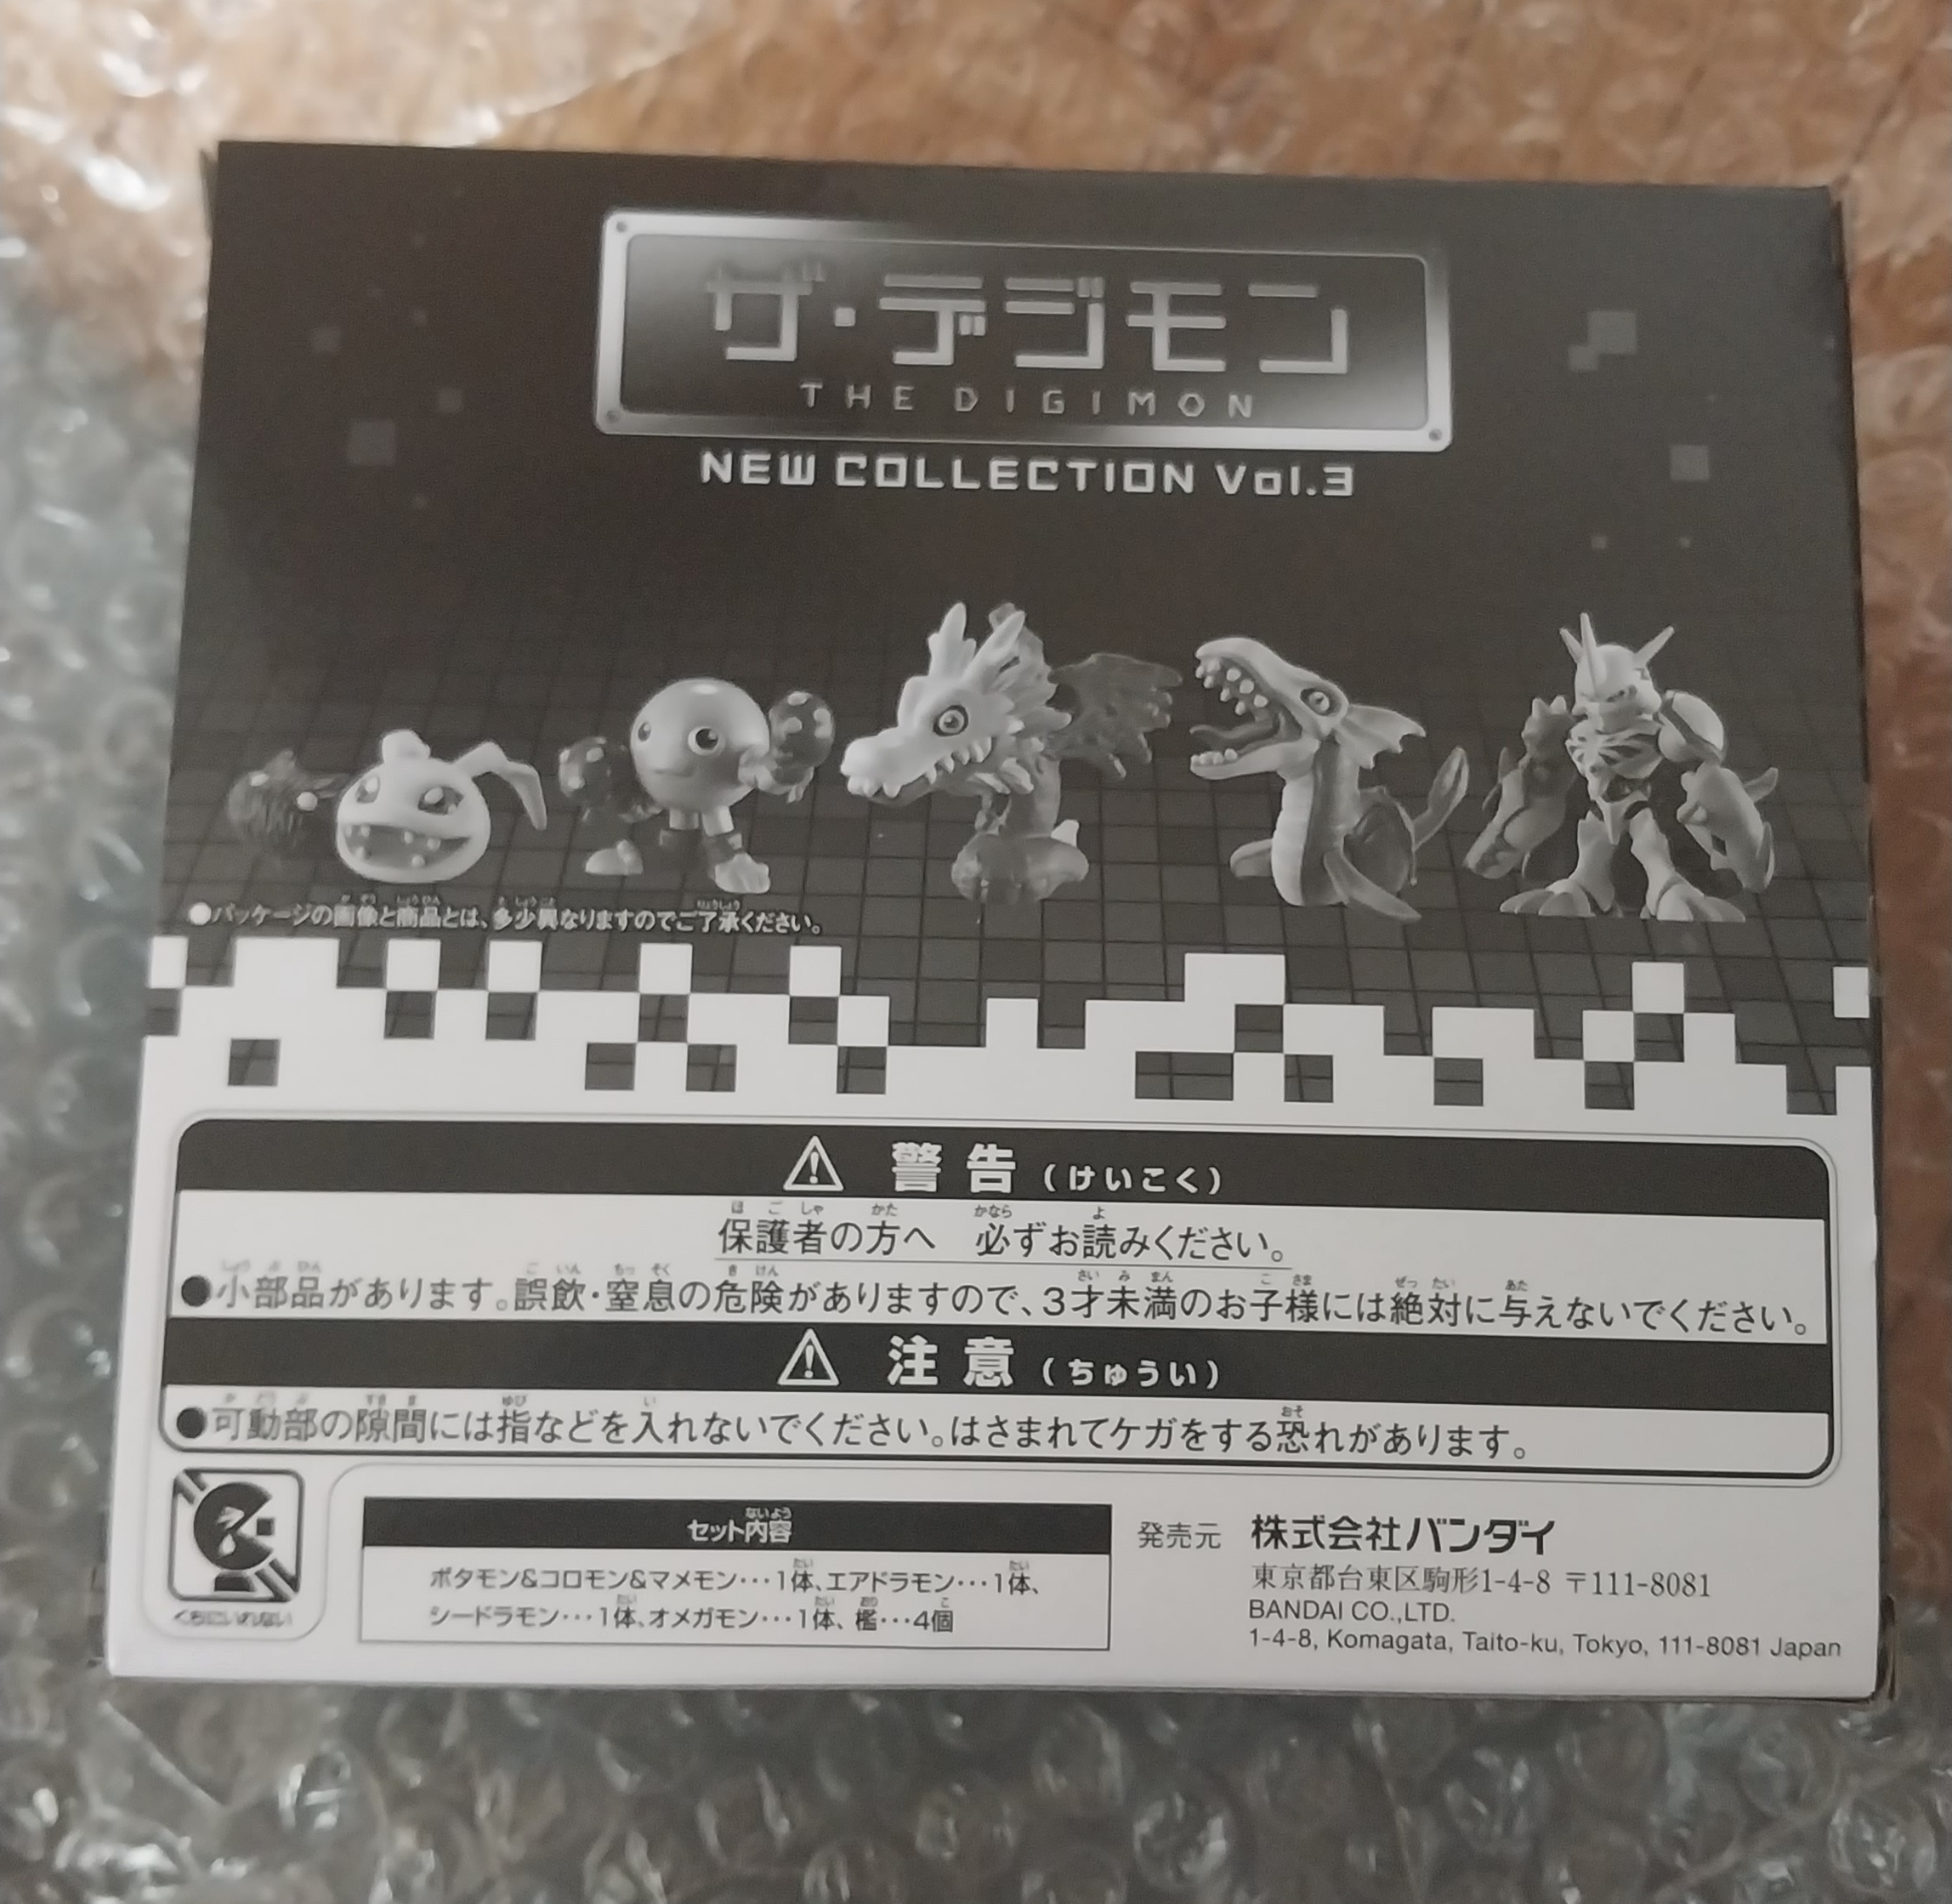 ザ・デジモン
THE DIGIMON
NEW COLLECTION Vol.3
●パッケージの画像と商品とは、多少異なりますのでご了承ください。
警告(けいこく)
保護者の方へ 必ずお読みください。
●小部品があります。誤飲・窒息の危険がありますので、3才未満のお子様には絶対に与えないでください。
注意(ちゅうい)
●可動部の隙間には指などを入れないでください。はさまれてケガをする恐れがあります。
くちにいれない
セット内容
ボタモン&コロモン&マメモン･･･1体、エアドラモン･･･1体、
シードラモン･･･1体、オメガモン･･･1体、檻･･･4個
発売元 株式会社バンダイ
東京都台東区駒形1-4-8 〒111-8081
BANDAI CO.,LTD.
1-4-8, Komagata, Taito-ku, Tokyo, 111-8081 Japan